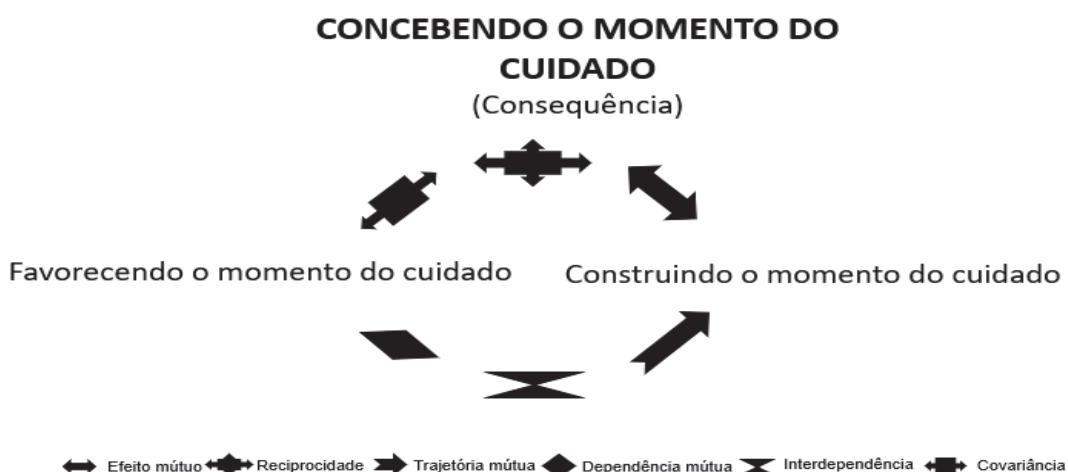 CONCEBENDO O MOMENTO DO
CUIDADO
(Consequência)
Favorecendo o momento do cuidado Construindo o momento do cuidado
Efeito mútuo Reciprocidade Trajetória mútua Dependência mútua Interdependência Covariância